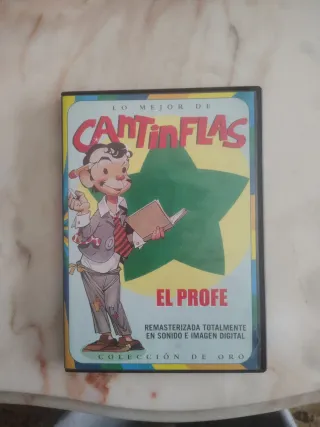 LO MEJOR DE
CANTINFLAS
EL PROFE
REMASTERIZADA TOTALMENTE
EN SONIDO E IMAGEN DIGITAL
COLECCIÓN DE ORO